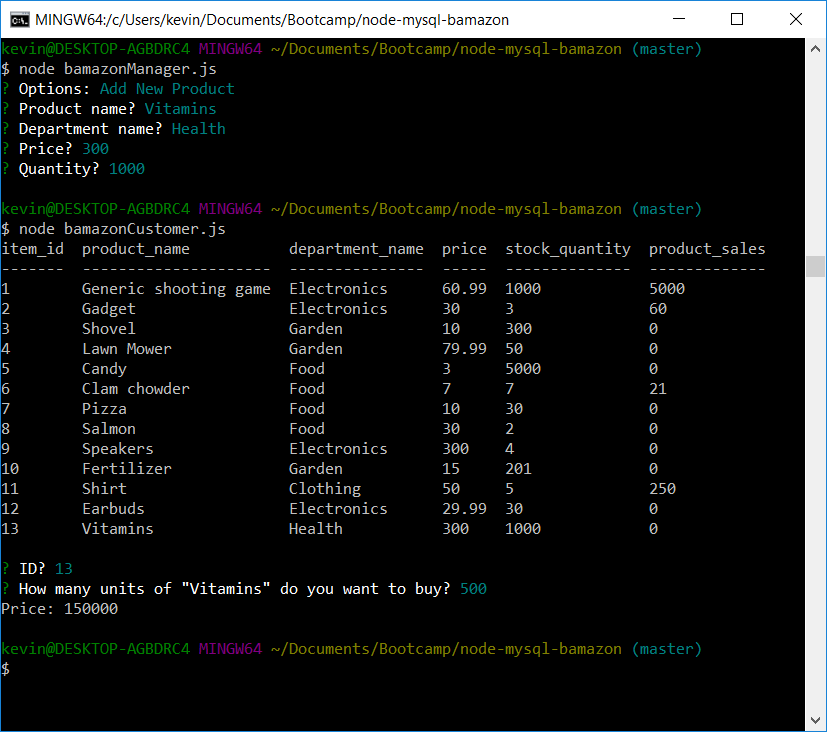 MINGW64:/c/Users/kevin/Documents/Bootcamp/node-mysql-bamazon
kevin@DESKTOP-AGBDRC4 MINGW64 ~/Documents/Bootcamp/node-mysql-bamazon (master)
$ node bamazonManager.js
? Options: Add New Product
? Product name? Vitamins
? Department name? Health
? Price? 300
? Quantity? 1000
kevin@DESKTOP-AGBDRC4 MINGW64 ~/Documents/Bootcamp/node-mysql-bamazon (master)
$ node bamazonCustomer.js
item_id  product_name           department_name  price  stock_quantity  product_sales
-------  ---------------------  ---------------  -----  --------------  -------------
1        Generic shooting game  Electronics      60.99  1000            5000
2        Gadget                 Electronics      30     3               60
3        Shovel                 Garden           10     300             0
4        Lawn Mower             Garden           79.99  50              0
5        Candy                  Food             3      5000            0
6        Clam chowder           Food             7      7               21
7        Pizza                  Food             10     30              0
8        Salmon                 Food             30     2               0
9        Speakers               Electronics      300    4               0
10       Fertilizer             Garden           15     201             0
11       Shirt                  Clothing         50     5               250
12       Earbuds                Electronics      29.99  30              0
13       Vitamins               Health           300    1000            0
? ID? 13
? How many units of "Vitamins" do you want to buy? 500
Price: 150000
kevin@DESKTOP-AGBDRC4 MINGW64 ~/Documents/Bootcamp/node-mysql-bamazon (master)
$